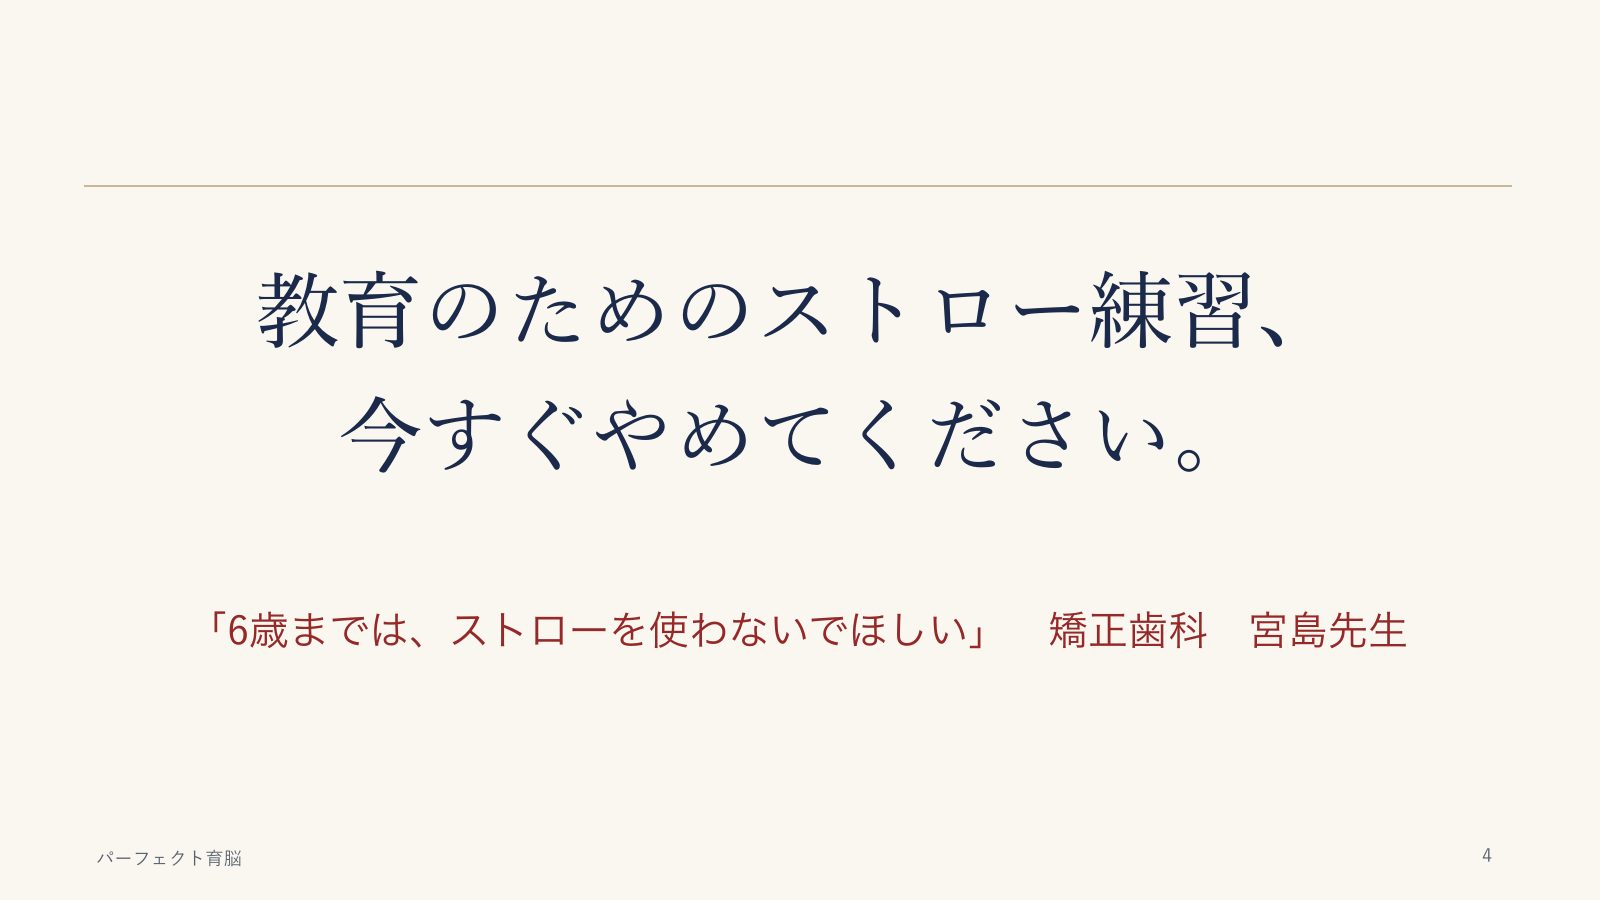 教育のためのストロー練習、
今すぐやめてください。
「6歳までは、ストローを使わないでほしい」　矯正歯科　宮島先生
パーフェクト育脳
4